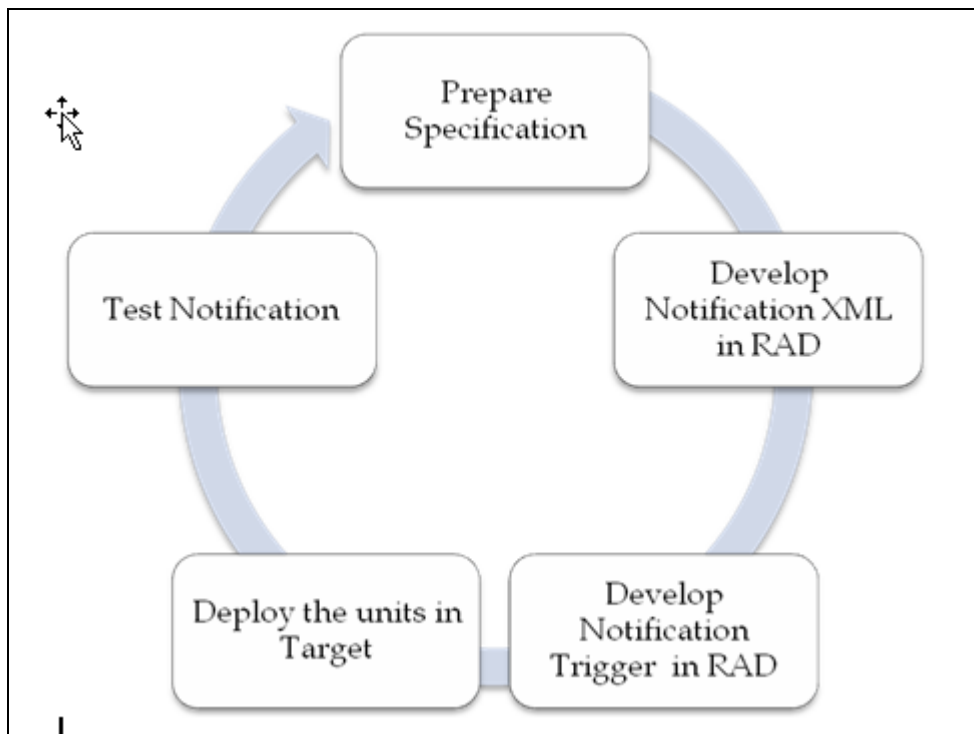 Prepare
Specification
Develop
Notification XML
in RAD
Develop
Notification
Trigger in RAD
Deploy the units in
Target
Test Notification